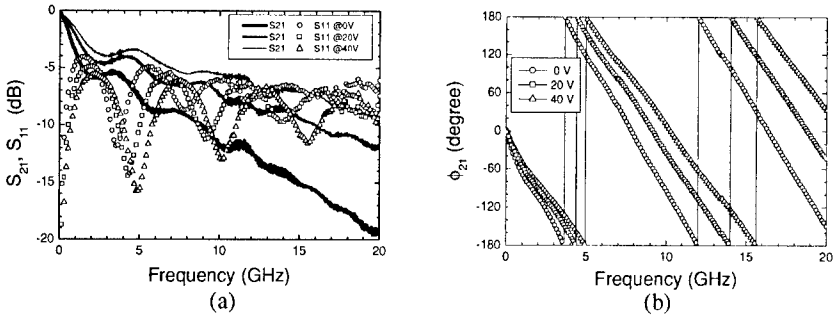 S21 S11 @0V
S21 S11 @20V
S21 S11 @40V
0
-5
-10
-15
-20
S21, S11 (dB)
0 5 10 15 20
Frequency (GHz)
(a)
180
120
60
0
-60
-120
-180
ϕ21 (degree)
0 V
20 V
40 V
0 5 10 15 20
Frequency (GHz)
(b)